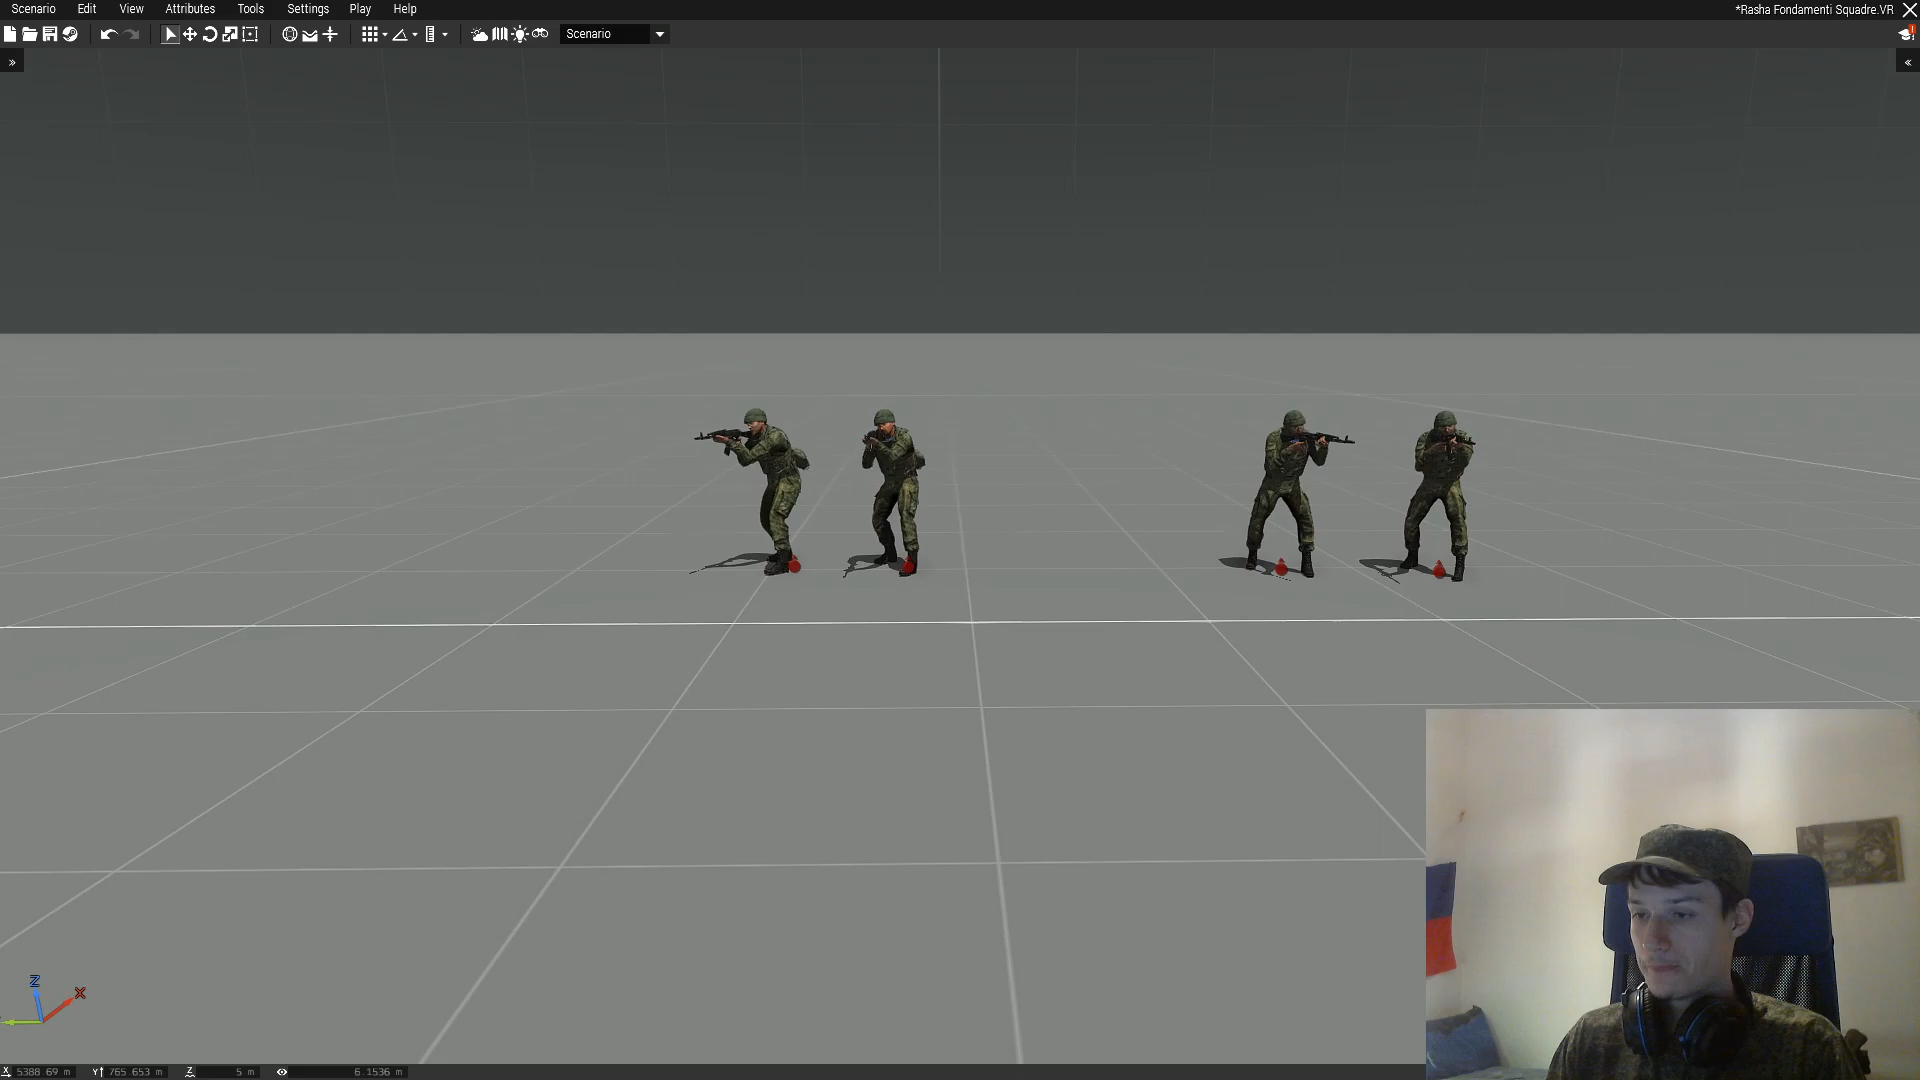 Scenario Edit View Attributes Tools Settings Play Help
*Rasha Fondamenti Squadre.VR
Scenario
Z
X
X 5388.69 m Y 765.653 m Z 5 m 6.1536 m